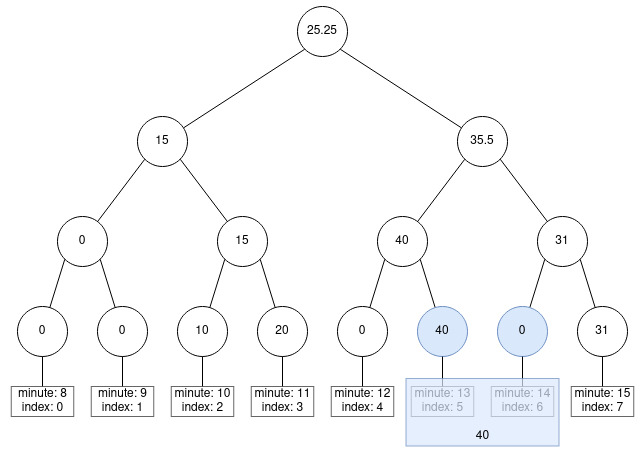 25.25
15
35.5
0
15
40
31
0
0
10
20
0
40
0
31
minute: 8
index: 0
minute: 9
index: 1
minute: 10
index: 2
minute: 11
index: 3
minute: 12
index: 4
minute: 13
index: 5
minute: 14
index: 6
minute: 15
index: 7
40